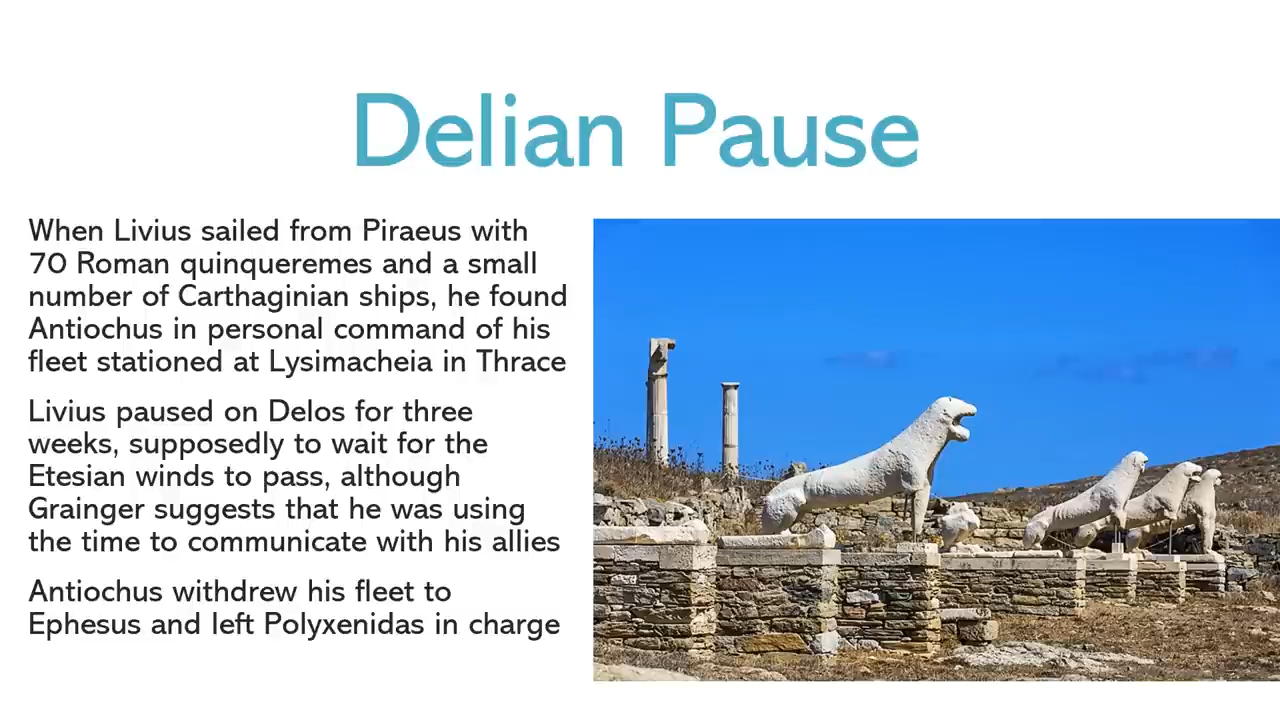 Delian Pause
When Livius sailed from Piraeus with
70 Roman quinqueremes and a small
number of Carthaginian ships, he found
Antiochus in personal command of his
fleet stationed at Lysimacheia in Thrace
Livius paused on Delos for three
weeks, supposedly to wait for the
Etesian winds to pass, although
Grainger suggests that he was using
the time to communicate with his allies
Antiochus withdrew his fleet to
Ephesus and left Polyxenidas in charge